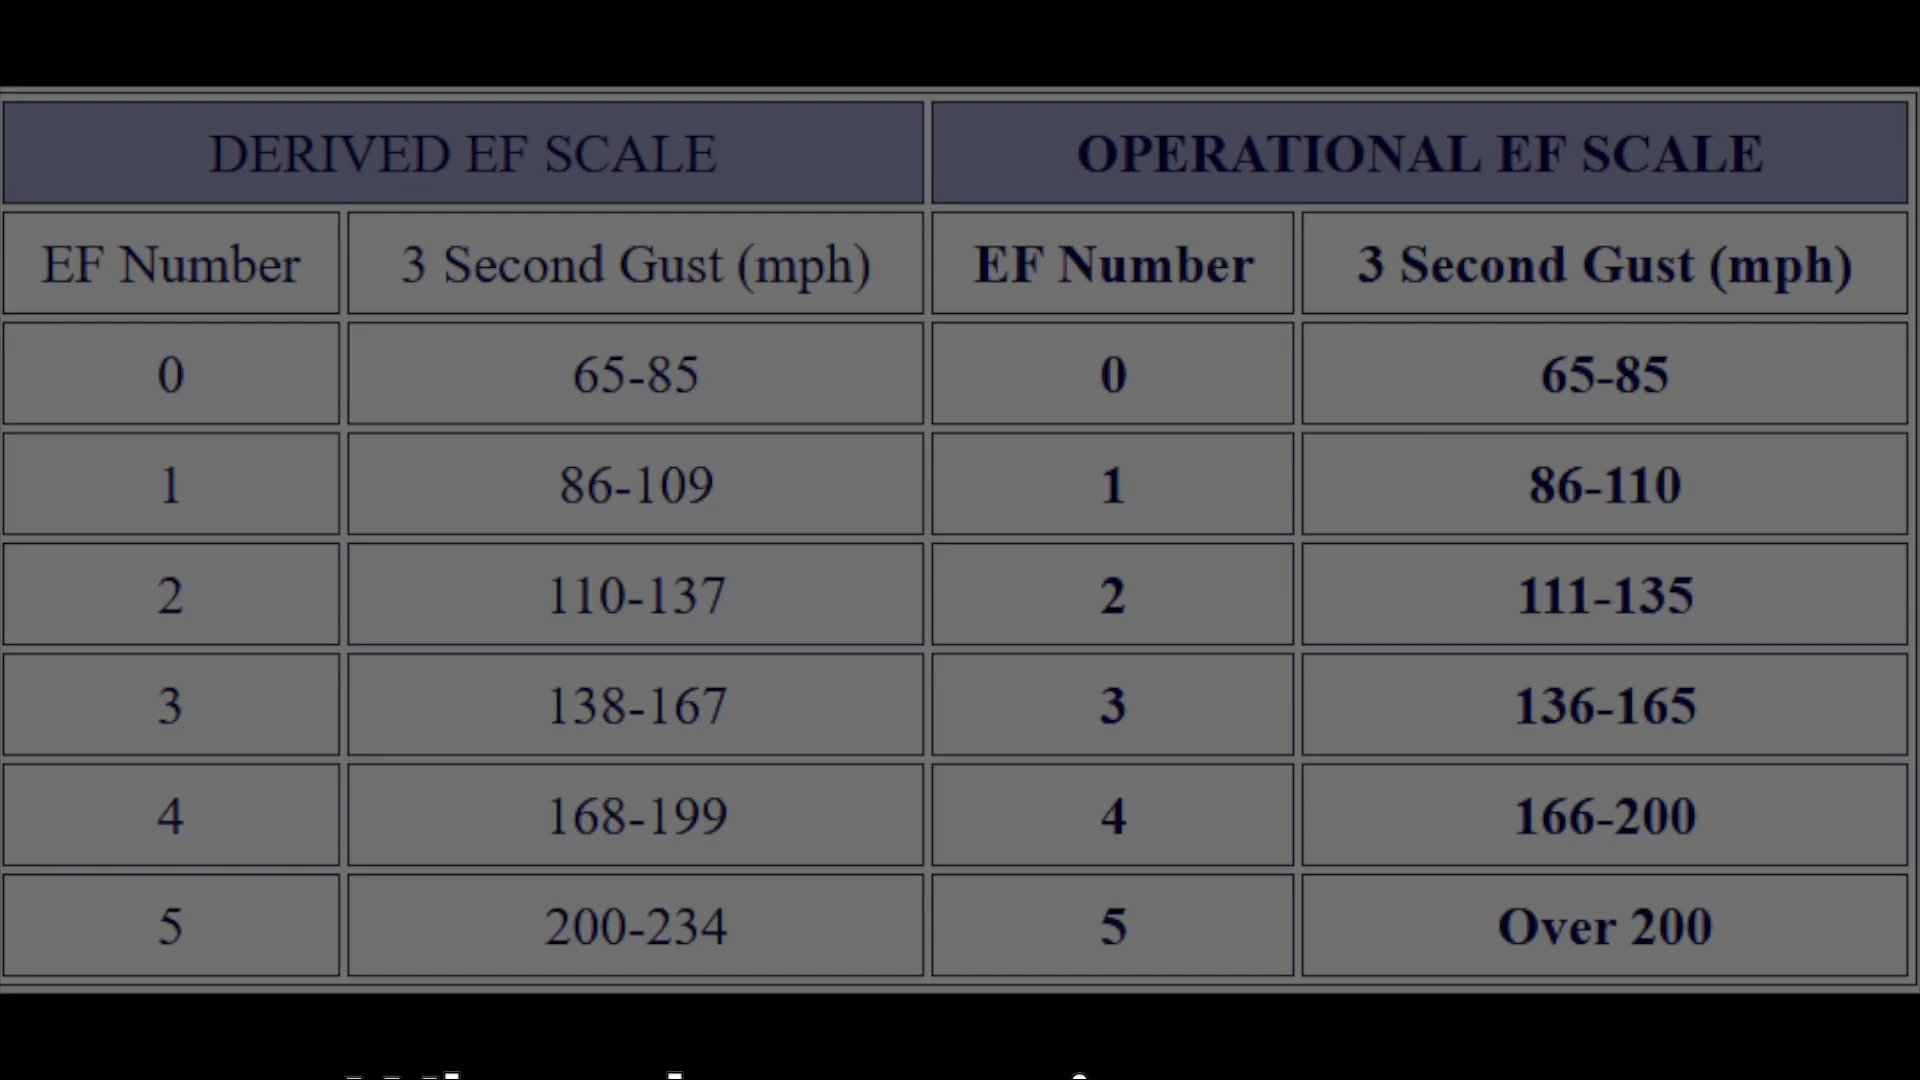 DERIVED EF SCALE OPERATIONAL EF SCALE
EF Number 3 Second Gust (mph) EF Number 3 Second Gust (mph)
0 65-85 0 65-85
1 86-109 1 86-110
2 110-137 2 111-135
3 138-167 3 136-165
4 168-199 4 166-200
5 200-234 5 Over 200